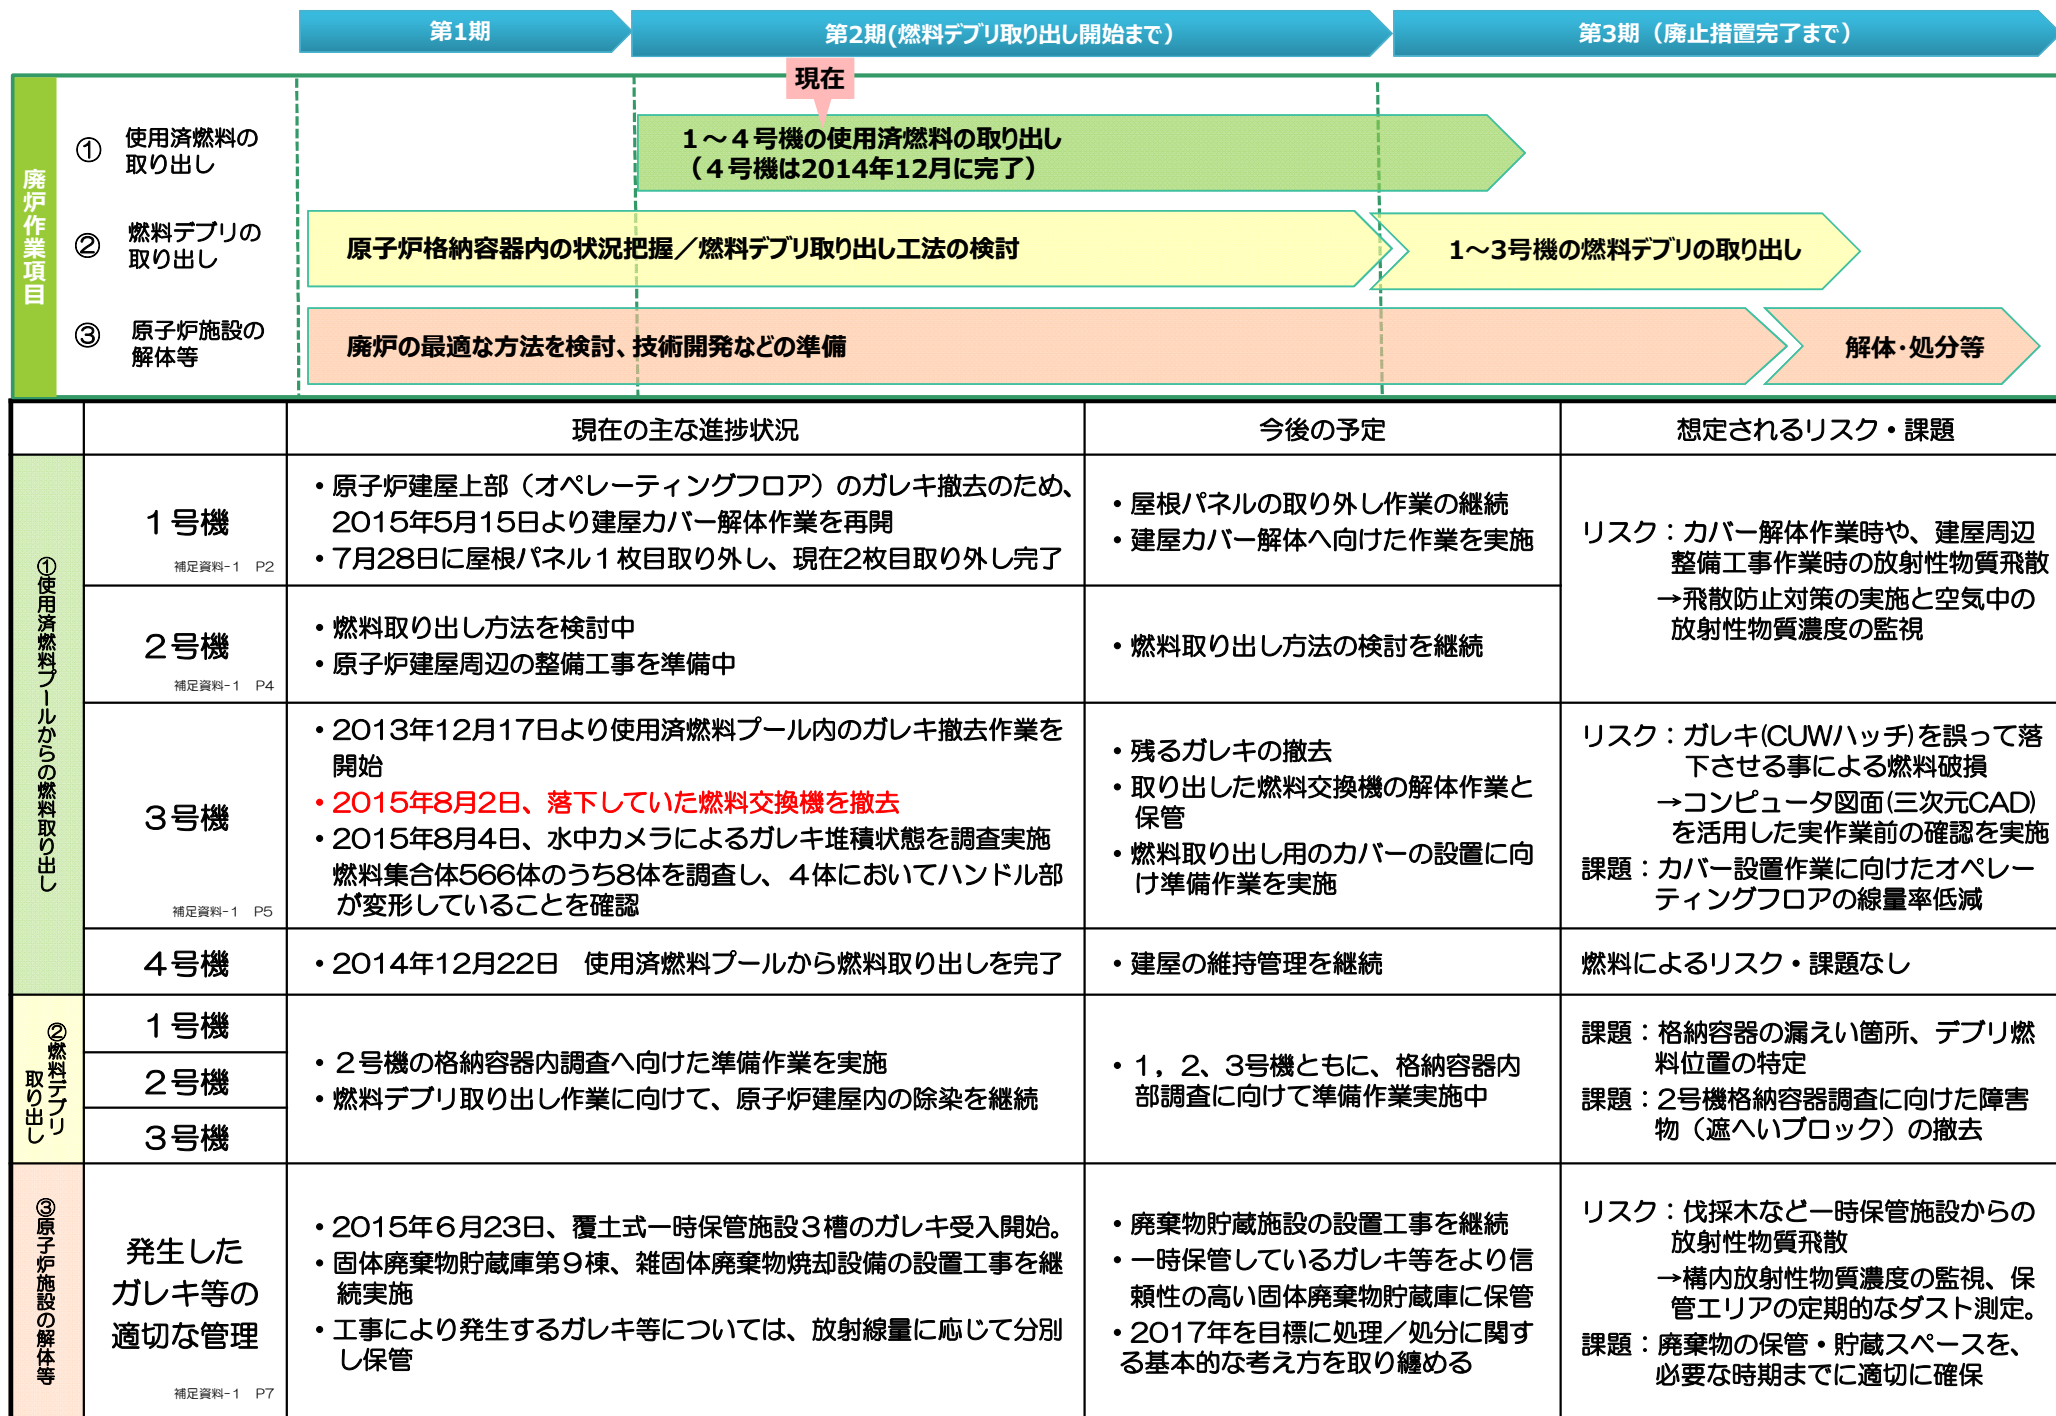 第1期
第2期(燃料デブリ取り出し開始まで)
第3期（廃止措置完了まで）
現在
廃炉作業項目
① 使用済燃料の
取り出し
1～4号機の使用済燃料の取り出し
（4号機は2014年12月に完了）
② 燃料デブリの
取り出し
原子炉格納容器内の状況把握／燃料デブリ取り出し工法の検討
1～3号機の燃料デブリの取り出し
③ 原子炉施設の
解体等
廃炉の最適な方法を検討、技術開発などの準備
解体・処分等
現在の主な進捗状況
今後の予定
想定されるリスク・課題
①使用済燃料プールからの燃料取り出し
1号機
補足資料-1 P2
・原子炉建屋上部（オペレーティングフロア）のガレキ撤去のため、
2015年5月15日より建屋カバー解体作業を再開
・7月28日に屋根パネル1枚目取り外し、現在2枚目取り外し完了
・屋根パネルの取り外し作業の継続
・建屋カバー解体へ向けた作業を実施
リスク：カバー解体作業時や、建屋周辺
整備工事作業時の放射性物質飛散
→飛散防止対策の実施と空気中の
放射性物質濃度の監視
2号機
補足資料-1 P4
・燃料取り出し方法を検討中
・原子炉建屋周辺の整備工事を準備中
・燃料取り出し方法の検討を継続
3号機
補足資料-1 P5
・2013年12月17日より使用済燃料プール内のガレキ撤去作業を
開始
・2015年8月2日、落下していた燃料交換機を撤去
・2015年8月4日、水中カメラによるガレキ堆積状態を調査実施
燃料集合体566体のうち8体を調査し、4体においてハンドル部
が変形していることを確認
・残るガレキの撤去
・取り出した燃料交換機の解体作業と
保管
・燃料取り出し用のカバーの設置に向
け準備作業を実施
リスク：ガレキ(CUWハッチ)を誤って落
下させる事による燃料破損
→コンピュータ図面(三次元CAD)
を活用した実作業前の確認を実施
課題：カバー設置作業に向けたオペレー
ティングフロアの線量率低減
4号機
・2014年12月22日　使用済燃料プールから燃料取り出しを完了
・建屋の維持管理を継続
燃料によるリスク・課題なし
②燃料デブリ
取り出し
1号機
2号機
3号機
・2号機の格納容器内調査へ向けた準備作業を実施
・燃料デブリ取り出し作業に向けて、原子炉建屋内の除染を継続
・1，2、3号機ともに、格納容器内
部調査に向けて準備作業実施中
課題：格納容器の漏えい箇所、デブリ燃
料位置の特定
課題：2号機格納容器調査に向けた障害
物（遮へいブロック）の撤去
③原子炉施設の解体等
発生した
ガレキ等の
適切な管理
補足資料-1 P7
・2015年6月23日、覆土式一時保管施設3槽のガレキ受入開始。
・固体廃棄物貯蔵庫第9棟、雑固体廃棄物焼却設備の設置工事を継
続実施
・工事により発生するガレキ等については、放射線量に応じて分別
し保管
・廃棄物貯蔵施設の設置工事を継続
・一時保管しているガレキ等をより信
頼性の高い固体廃棄物貯蔵庫に保管
・2017年を目標に処理／処分に関す
る基本的な考え方を取り纏める
リスク：伐採木など一時保管施設からの
放射性物質飛散
→構内放射性物質濃度の監視、保
管エリアの定期的なダスト測定。
課題：廃棄物の保管・貯蔵スペースを、
必要な時期までに適切に確保